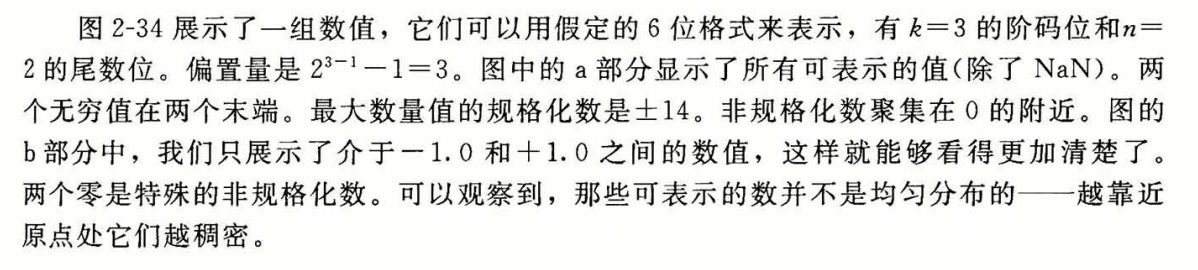 图 2-34 展示了一组数值，它们可以用假定的 6 位格式来表示，有 k=3 的阶码位和n=
2 的尾数位。偏置量是 2³⁻¹-1=3。图中的 a 部分显示了所有可表示的值(除了 NaN)。两
个无穷值在两个末端。最大数量值的规格化数是±14。非规格化数聚集在 0 的附近。图的
b 部分中，我们只展示了介于-1.0 和+1.0 之间的数值，这样就能够看得更加清楚了。
两个零是特殊的非规格化数。可以观察到，那些可表示的数并不是均匀分布的——越靠近
原点处它们越稠密。